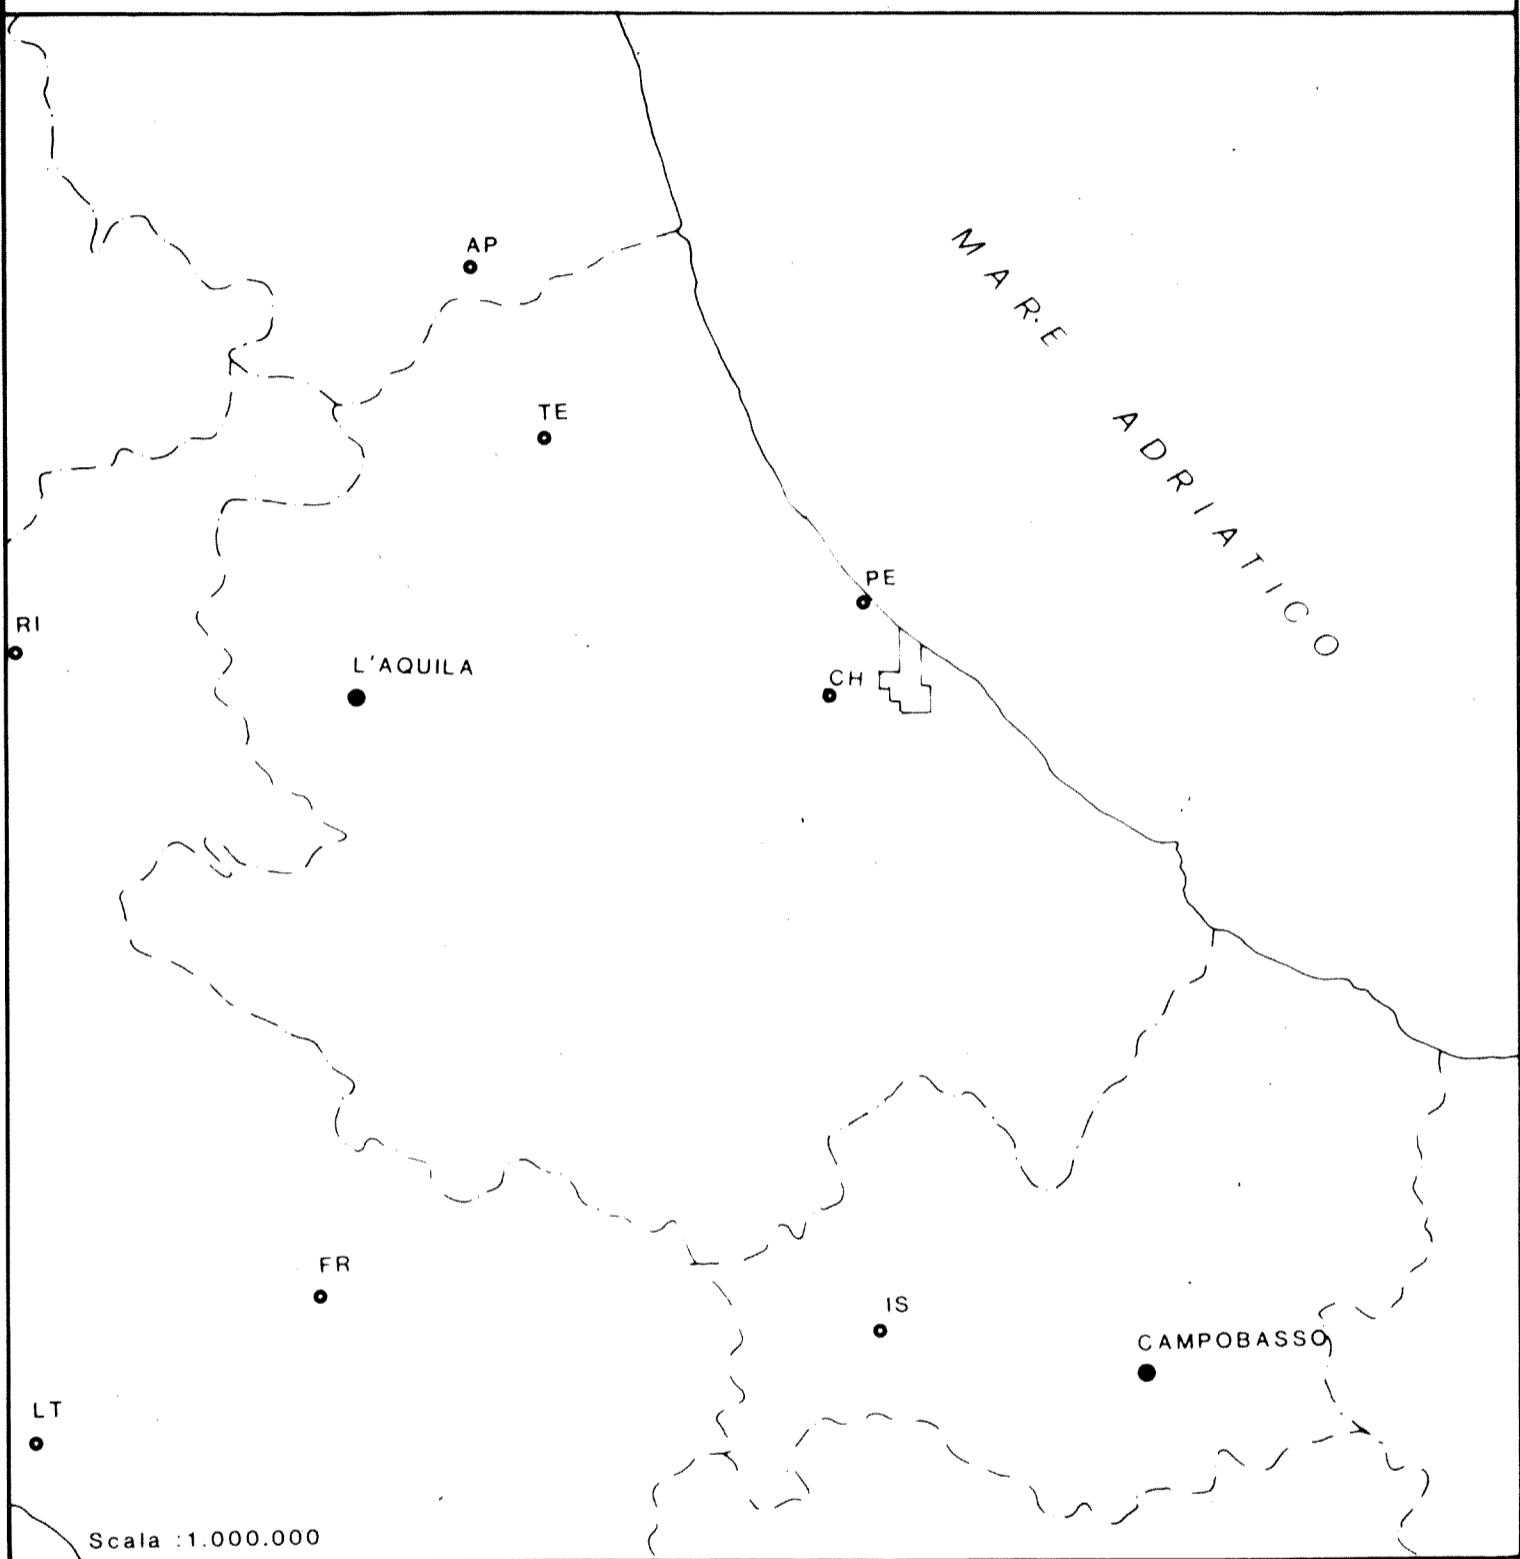 AP
MARE ADRIATICO
TE
PE
RI
L'AQUILA
CH
FR
IS
CAMPOBASSO
LT
Scala :1.000.000